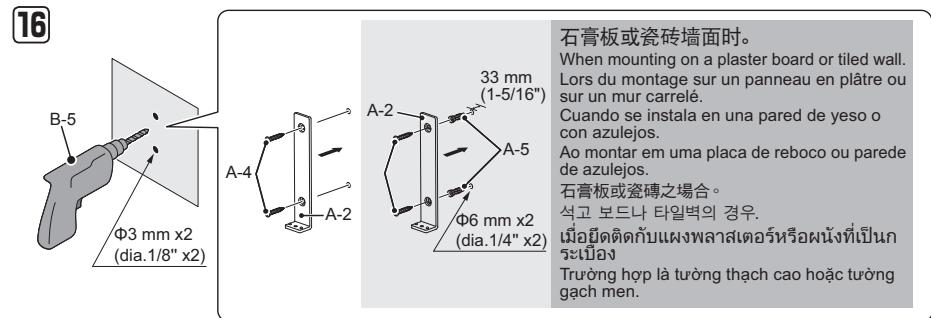 16
B-5
Φ3 mm x2
(dia.1/8" x2)
A-4
A-2
A-2
33 mm
(1-5/16")
A-5
Φ6 mm x2
(dia.1/4" x2)
石膏板或瓷砖墙面时。
When mounting on a plaster board or tiled wall.
Lors du montage sur un panneau en plâtre ou
sur un mur carrelé.
Cuando se instala en una pared de yeso o
con azulejos.
Ao montar em uma placa de reboco ou parede
de azulejos.
石膏板或瓷磚之場合。
석고 보드나 타일벽의 경우.
เมื่อยึดติดกับแผงพลาสเตอร์หรือผนังที่เป็นก
ระเบื้อง
Trường hợp là tường thạch cao hoặc tường
gạch men.